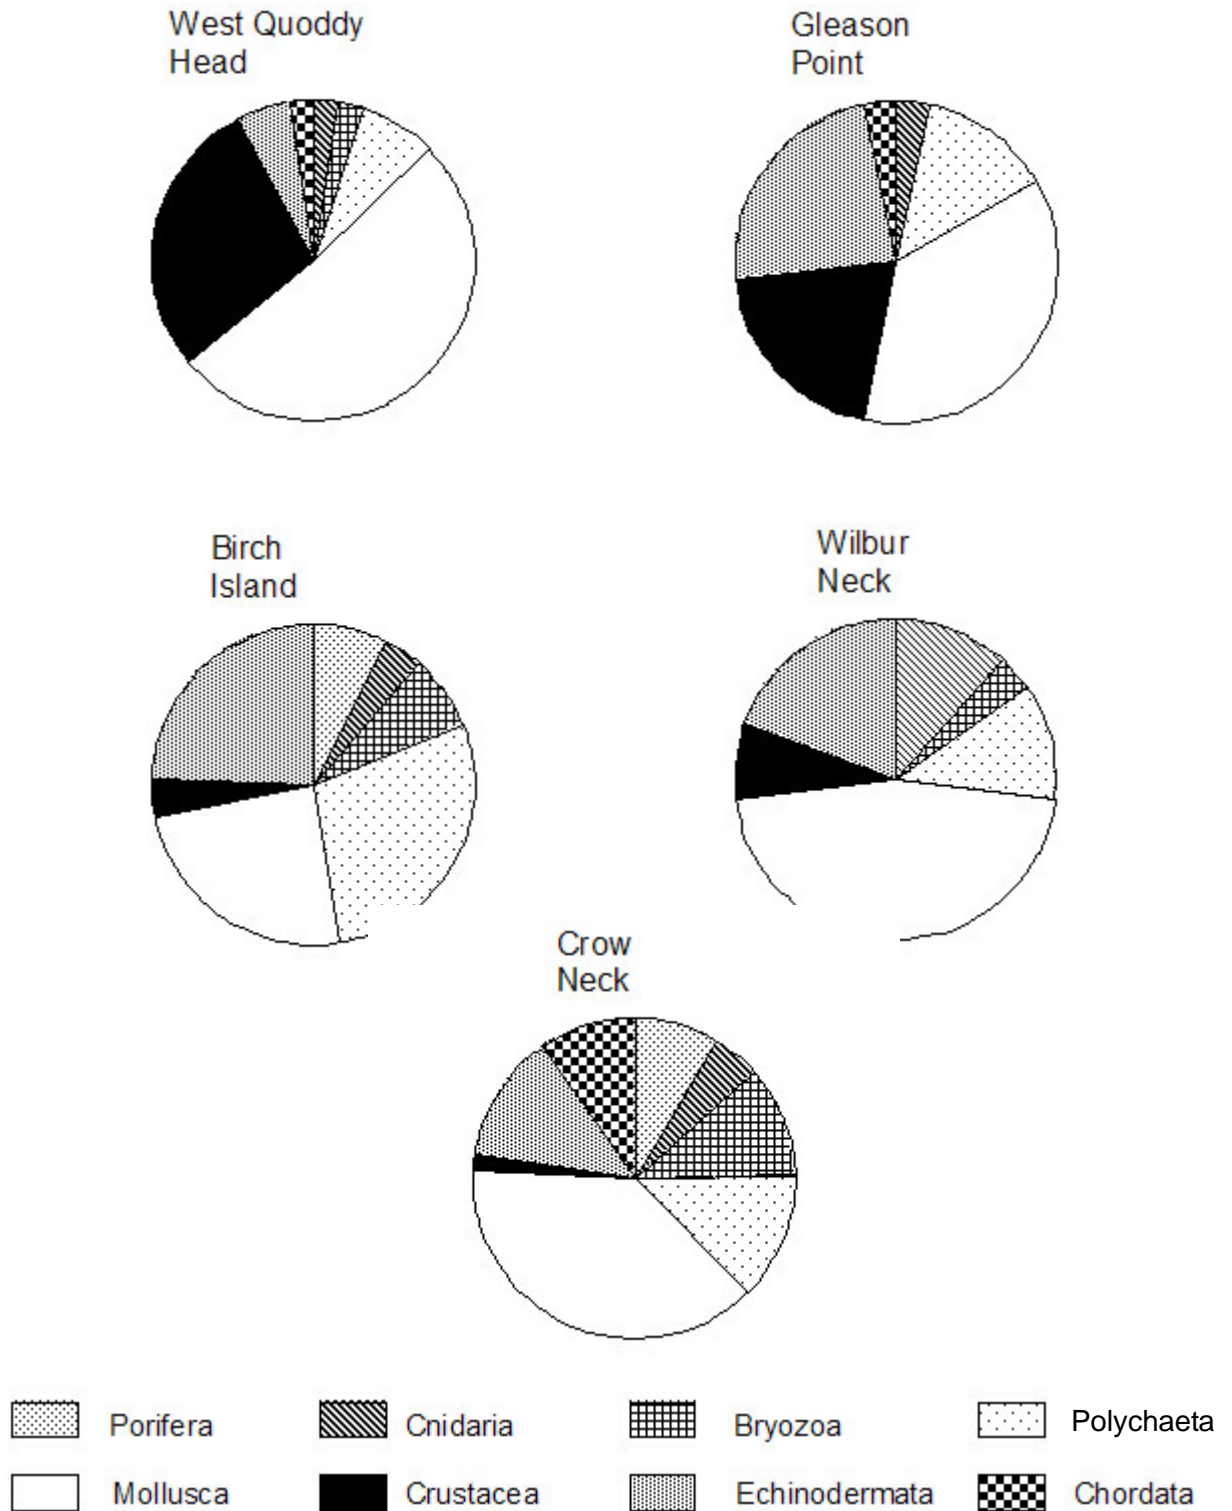 West Quoddy
Head
Gleason
Point
Birch
Island
Wilbur
Neck
Crow
Neck
Porifera
Cnidaria
Bryozoa
Polychaeta
Mollusca
Crustacea
Echinodermata
Chordata